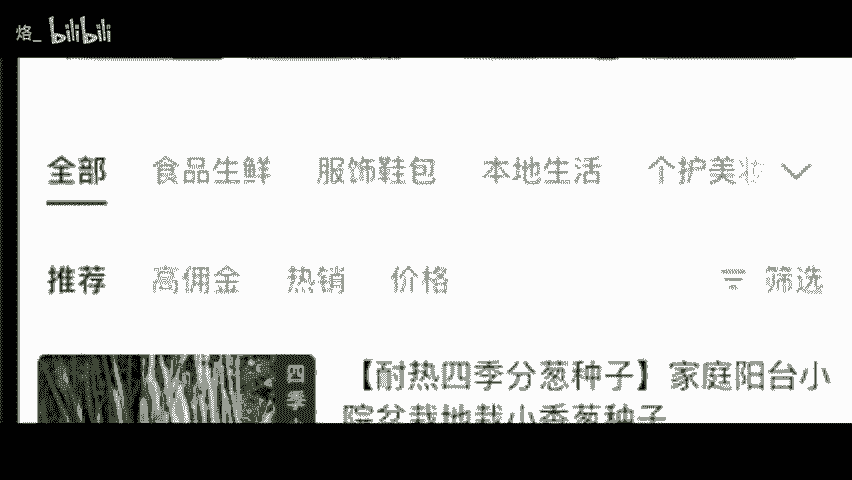 烙_ bilibili
全部 食品生鲜 服饰鞋包 本地生活 个护美妆
推荐 高佣金 热销 价格 筛选
四季
【耐热四季分葱种子】家庭阳台小
院盆栽地栽小香葱种子